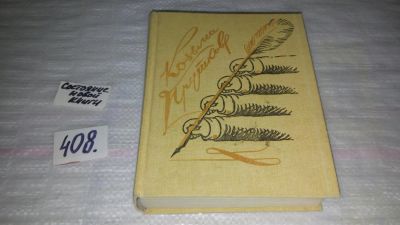 Состояние
новой
книги
408.
Козьма
Прутков